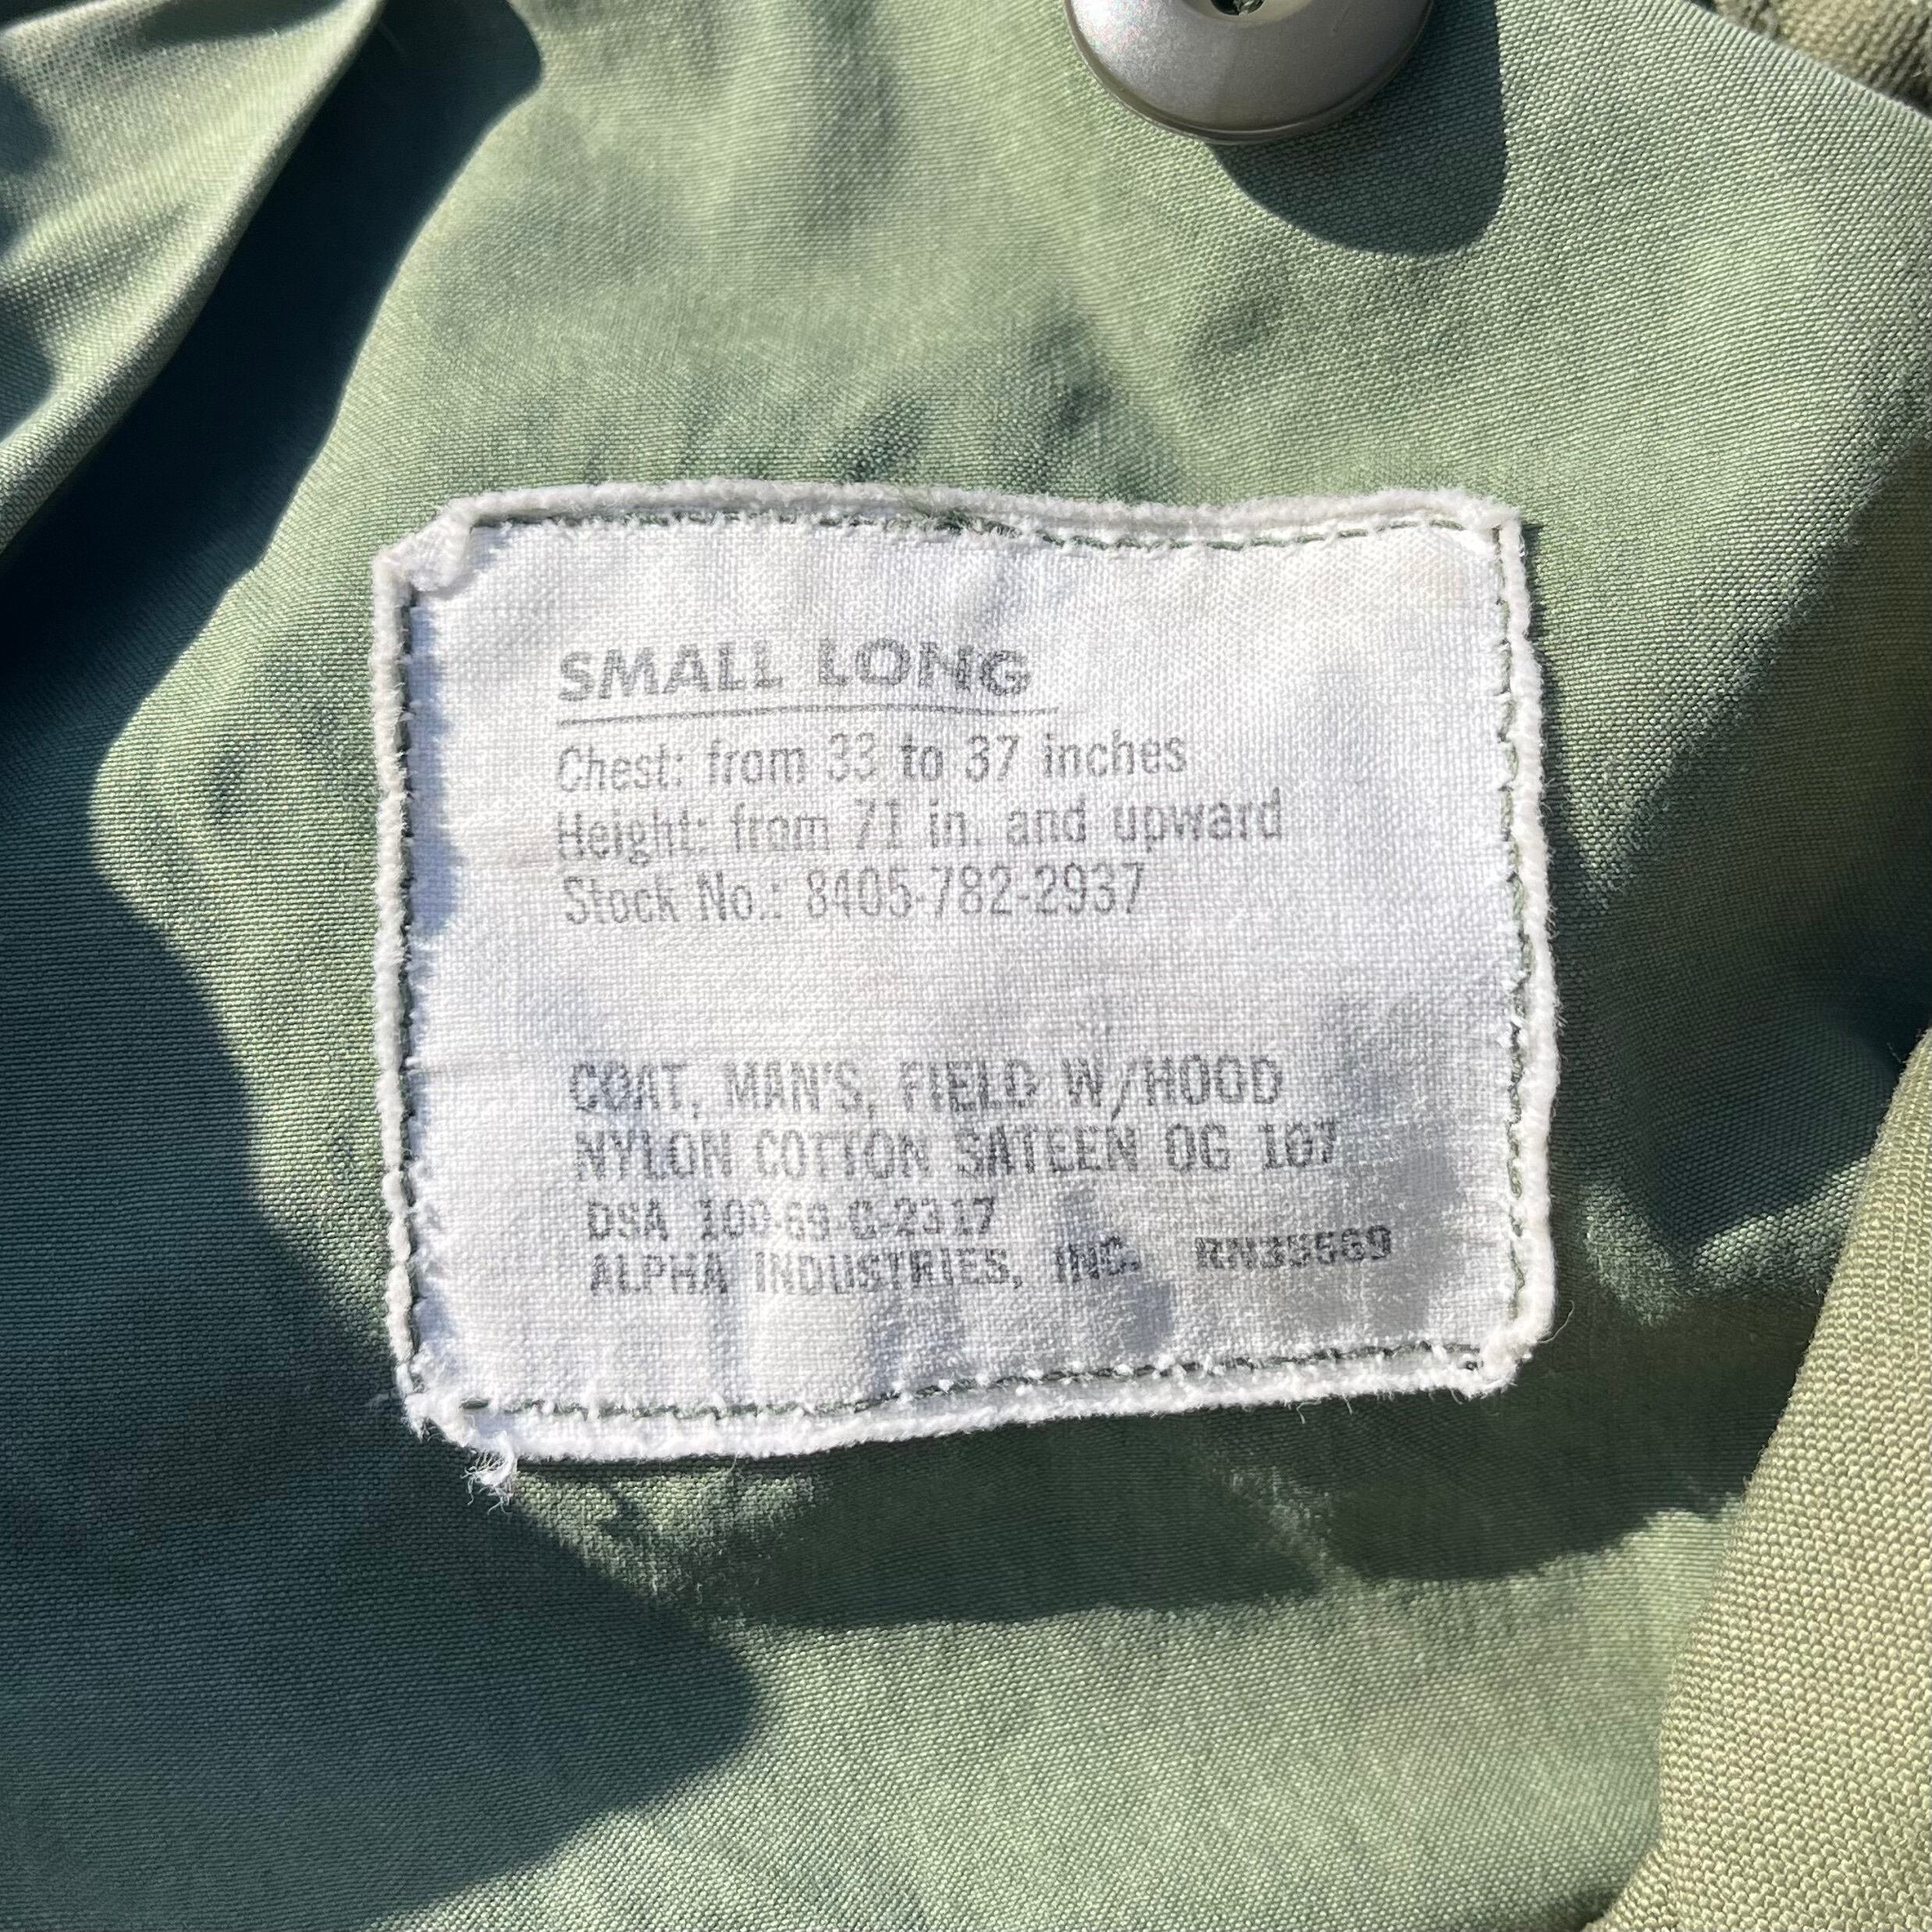 SMALL LONG
Chest: from 33 to 37 inches
Height: from 71 in. and upward
Stock No.: 8405-782-2937
COAT, MAN'S, FIELD W/HOOD
NYLON COTTON SATEEN OG 107
DSA 100-69-C-2317
ALPHA INDUSTRIES, INC.